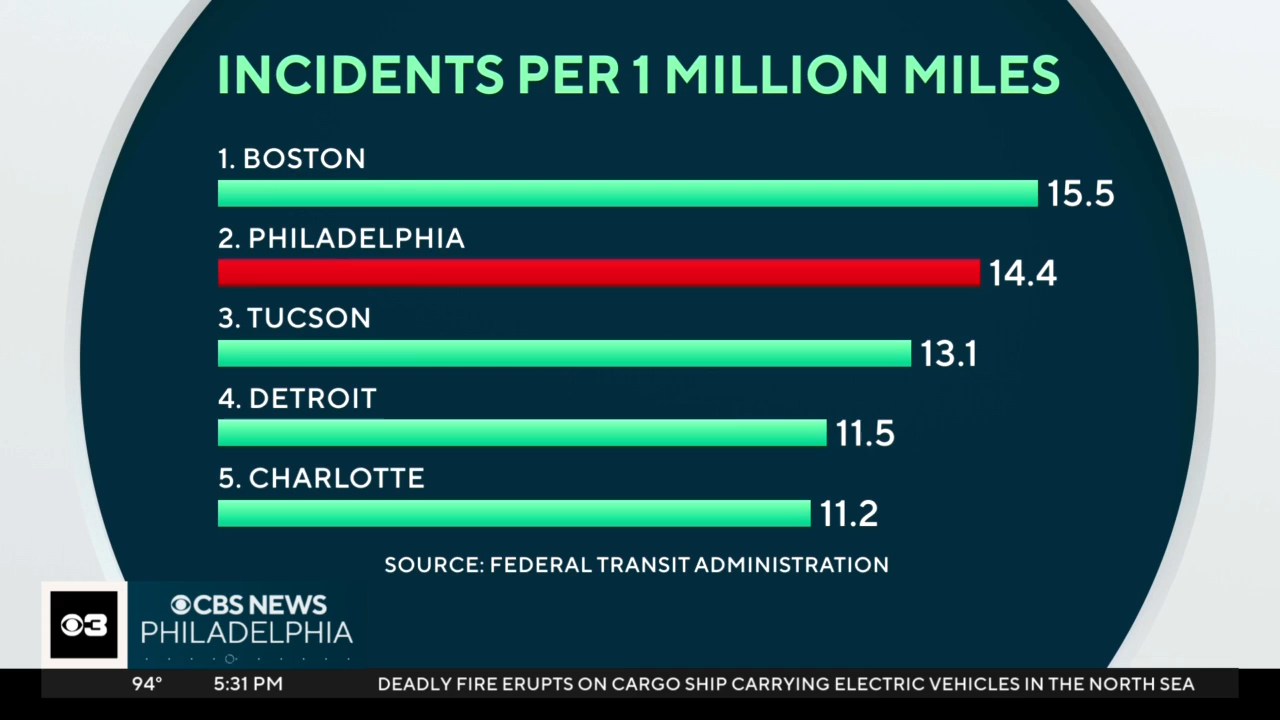 INCIDENTS PER 1 MILLION MILES
1. BOSTON
15.5
2. PHILADELPHIA
14.4
3. TUCSON
13.1
4. DETROIT
11.5
5. CHARLOTTE
11.2
SOURCE: FEDERAL TRANSIT ADMINISTRATION
3
CBS NEWS
PHILADELPHIA
94° 5:31 PM DEADLY FIRE ERUPTS ON CARGO SHIP CARRYING ELECTRIC VEHICLES IN THE NORTH SEA